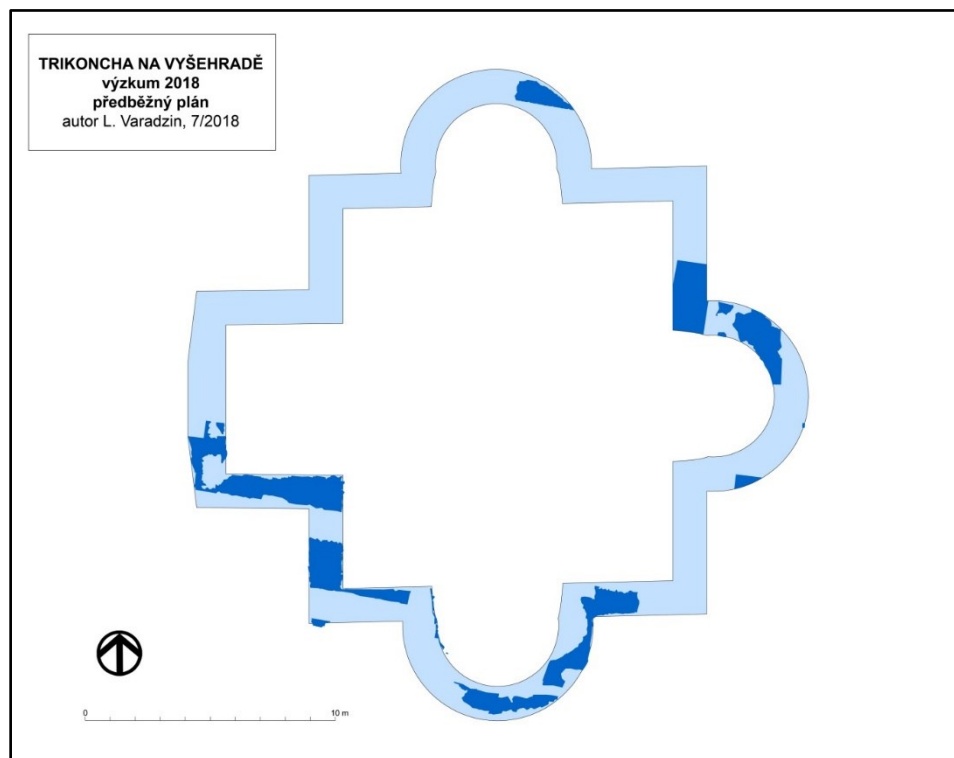 TRIKONCHA NA VYŠEHRADĚ
výzkum 2018
předběžný plán
autor L. Varadzin, 7/2018
0 10 m